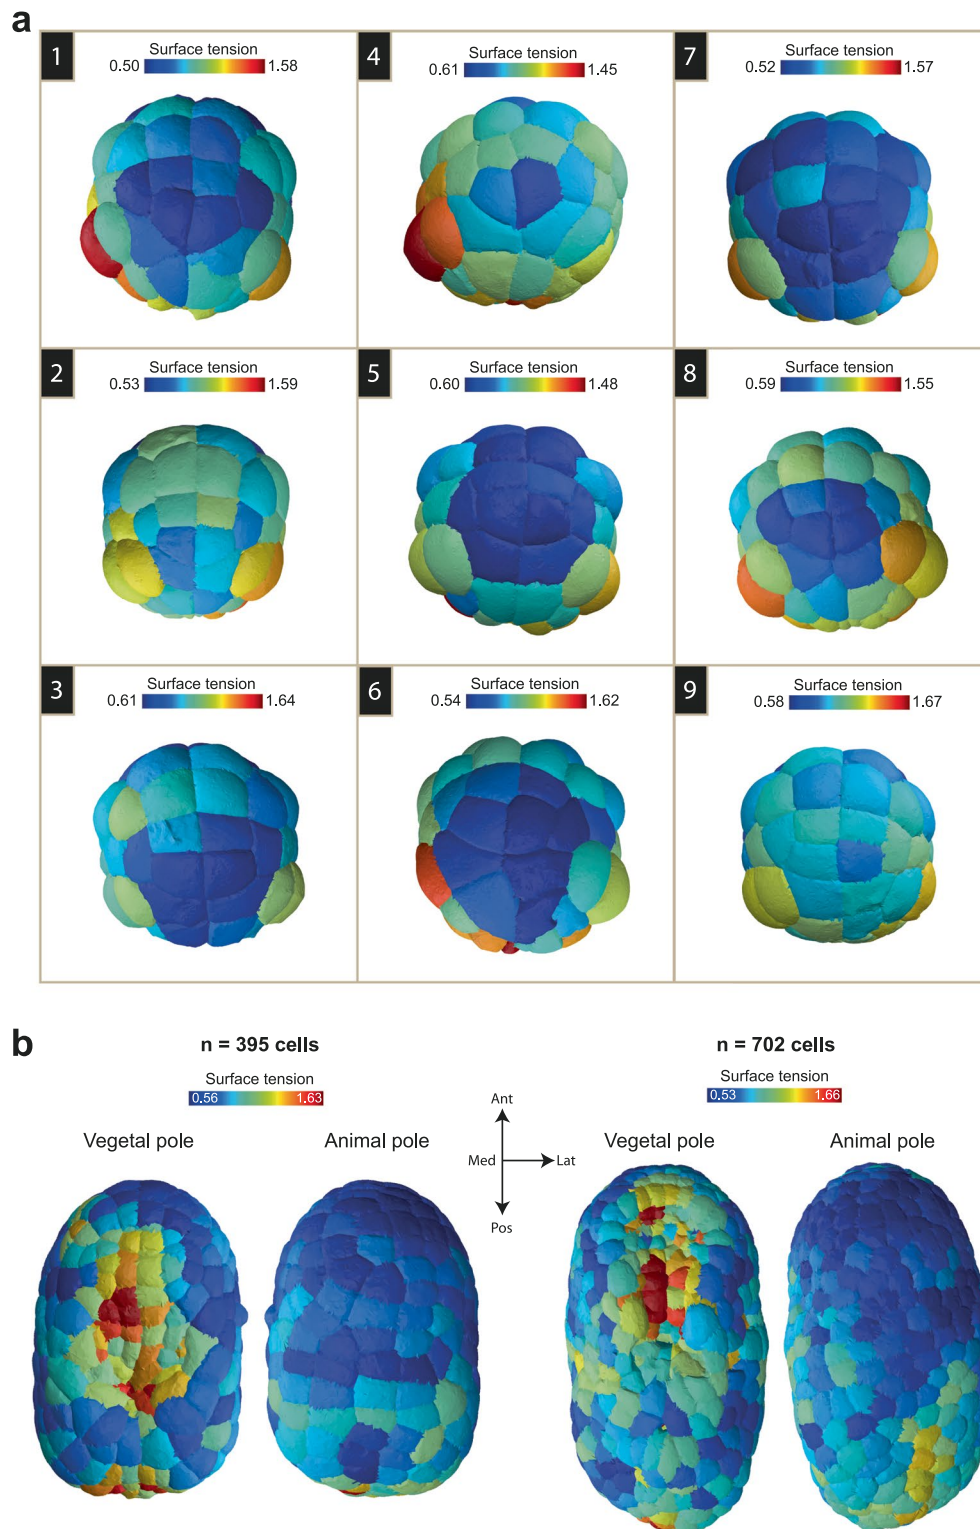 a
1
Surface tension
0.50 1.58
4
Surface tension
0.61 1.45
7
Surface tension
0.52 1.57
2
Surface tension
0.53 1.59
5
Surface tension
0.60 1.48
8
Surface tension
0.59 1.55
3
Surface tension
0.61 1.64
6
Surface tension
0.54 1.62
9
Surface tension
0.58 1.67
b
n = 395 cells
Surface tension
0.56 1.63
Vegetal pole
Animal pole
Ant
Med Lat
Pos
n = 702 cells
Surface tension
0.53 1.66
Vegetal pole
Animal pole